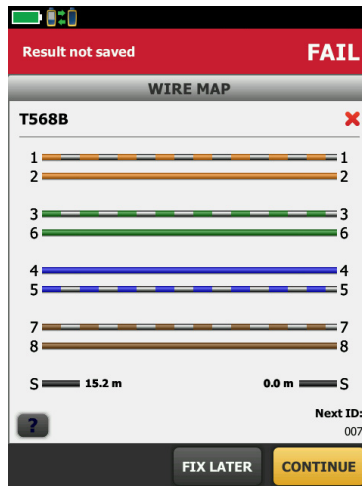 Result not saved FAIL
WIRE MAP
T568B
1 1
2 2
3 3
6 6
4 4
5 5
7 7
8 8
S 15.2 m 0.0 m S
? Next ID:
007
FIX LATER CONTINUE